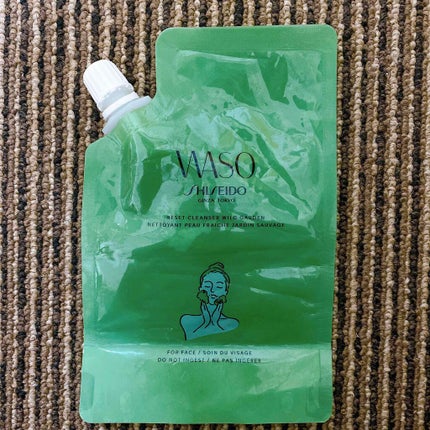 WASO
SHISEIDO
GINZA TOKYO
RESET CLEANSER WILD GARDEN
NETTOYANT PEAU FRAÎCHE JARDIN SAUVAGE
FOR FACE / SOIN DU VISAGE
DO NOT INGEST / NE PAS INGÉRER